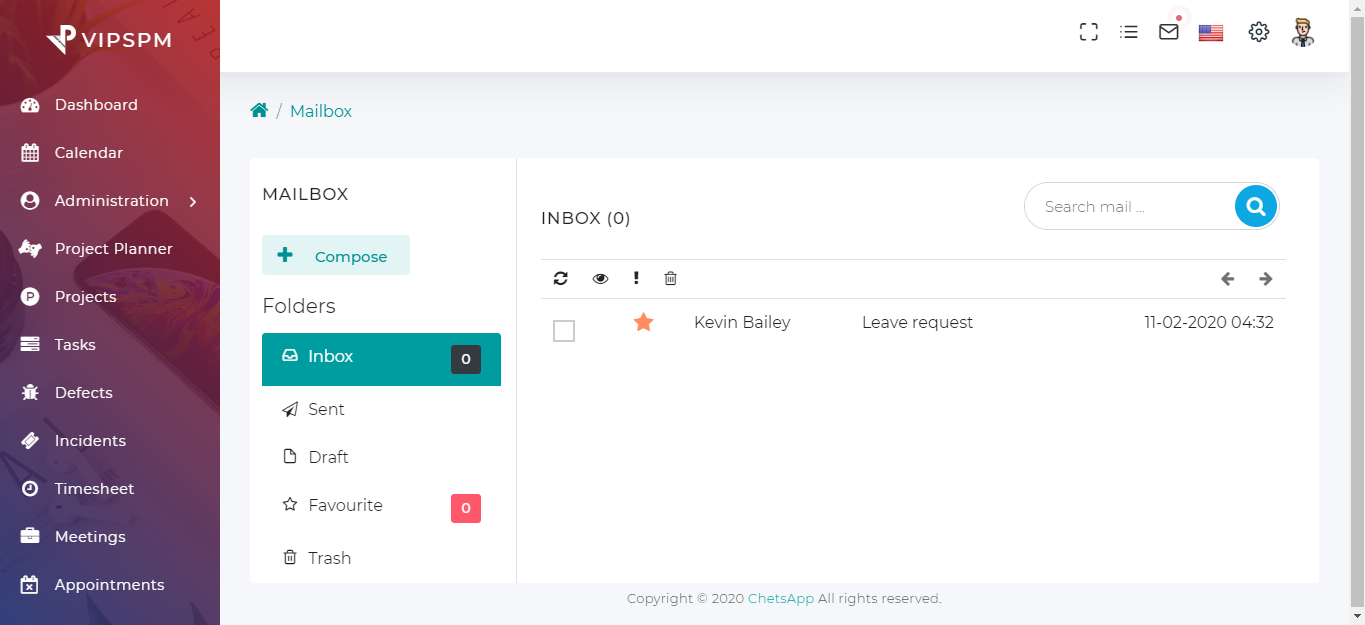 VIPSPM
Dashboard
Calendar
Administration
Project Planner
Projects
Tasks
Defects
Incidents
Timesheet
Meetings
Appointments
/ Mailbox
MAILBOX
Compose
Folders
Inbox 0
Sent
Draft
Favourite 0
Trash
INBOX (0)
Search mail ...
Kevin Bailey Leave request 11-02-2020 04:32
Copyright © 2020 ChetsApp All rights reserved.